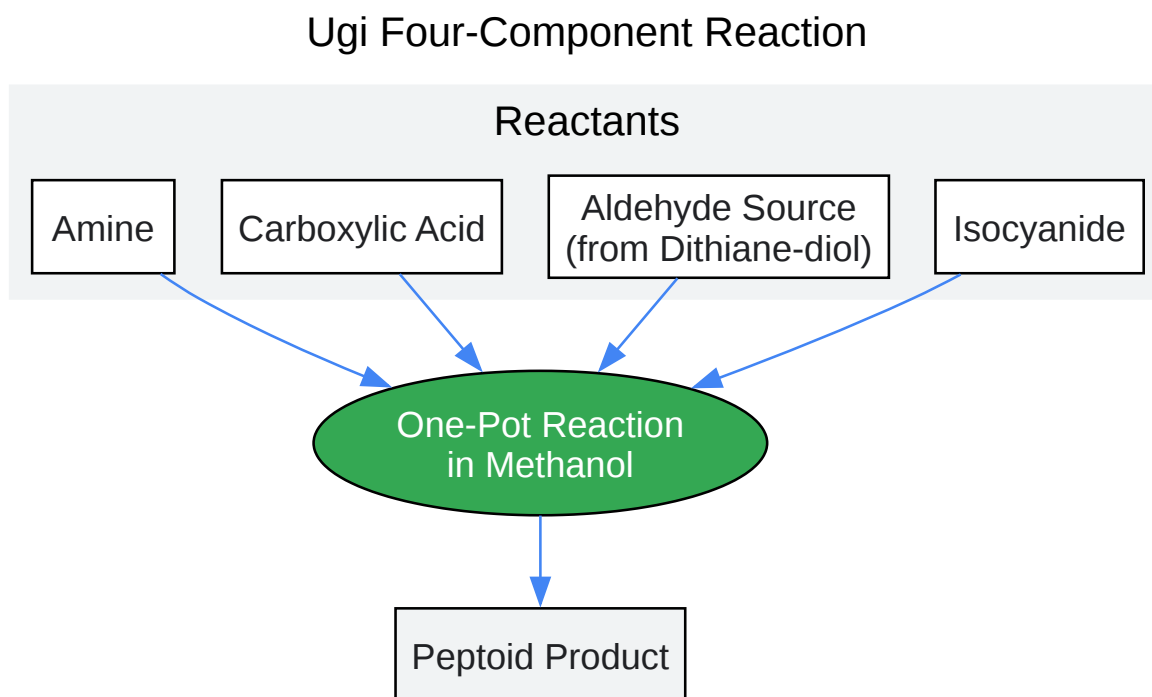 Ugi Four-Component Reaction
Reactants
Amine
Carboxylic Acid
Aldehyde Source
(from Dithiane-diol)
Isocyanide
One-Pot Reaction
in Methanol
Peptoid Product